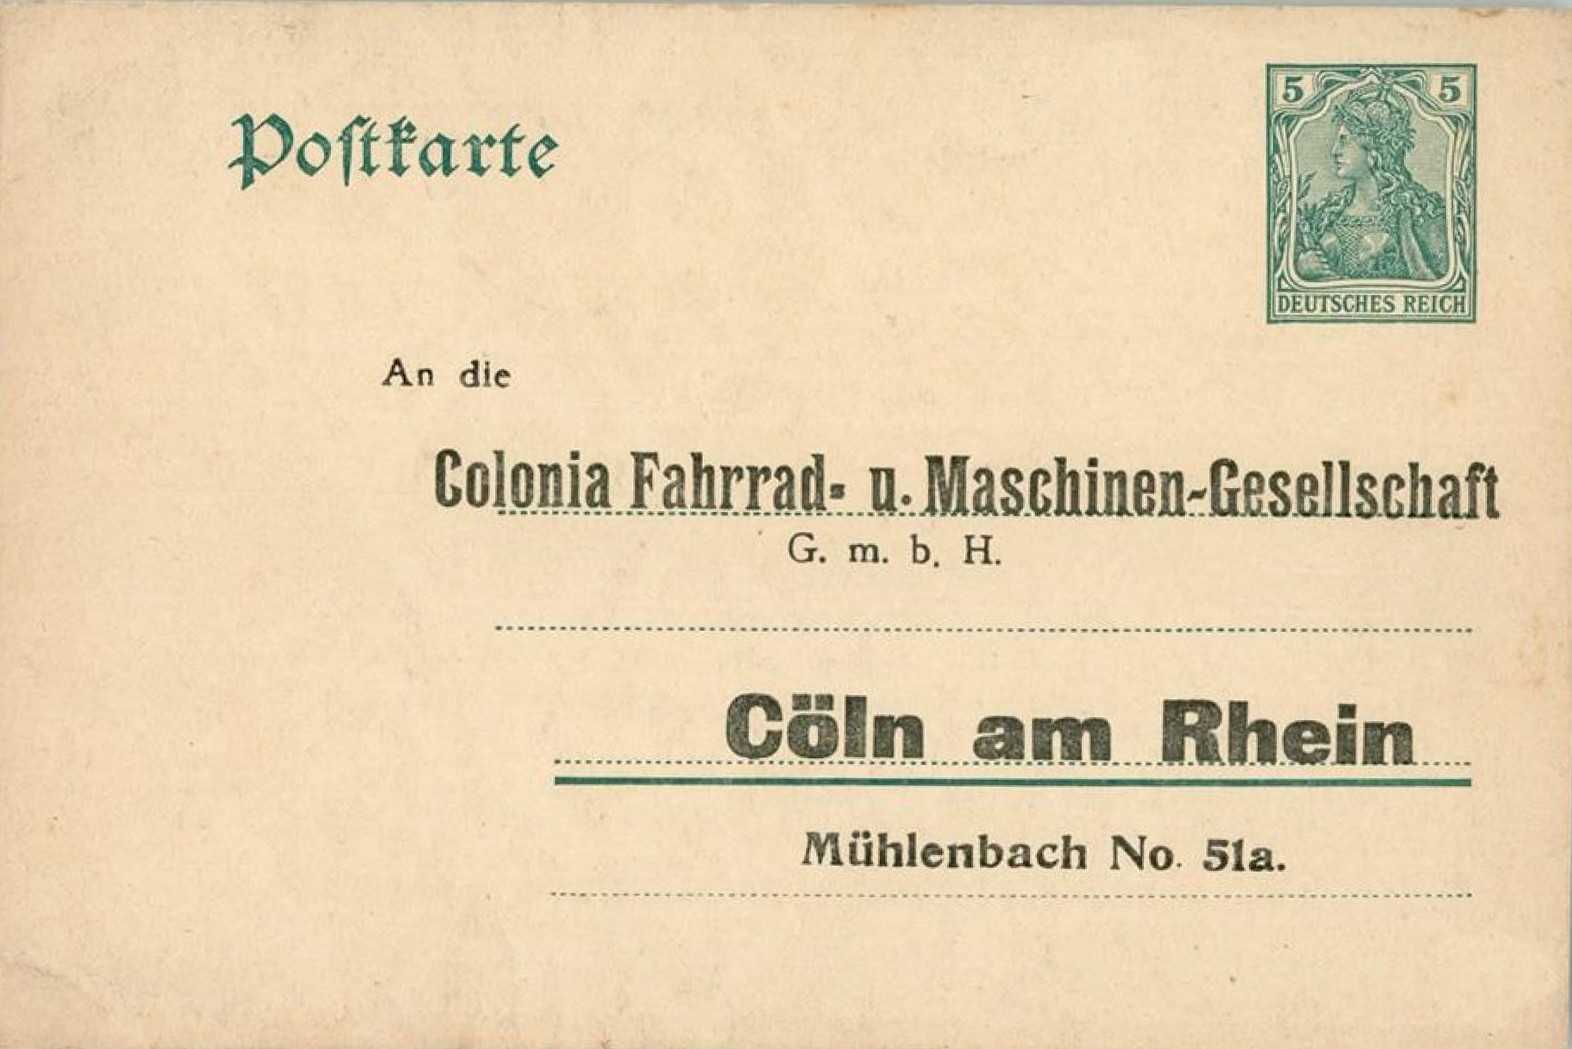 Poſtkarte
5 5
DEUTSCHES REICH
An die
Colonia Fahrrad- u. Maschinen-Gesellschaft
G. m. b. H.
Cöln am Rhein
Mühlenbach No. 51a.